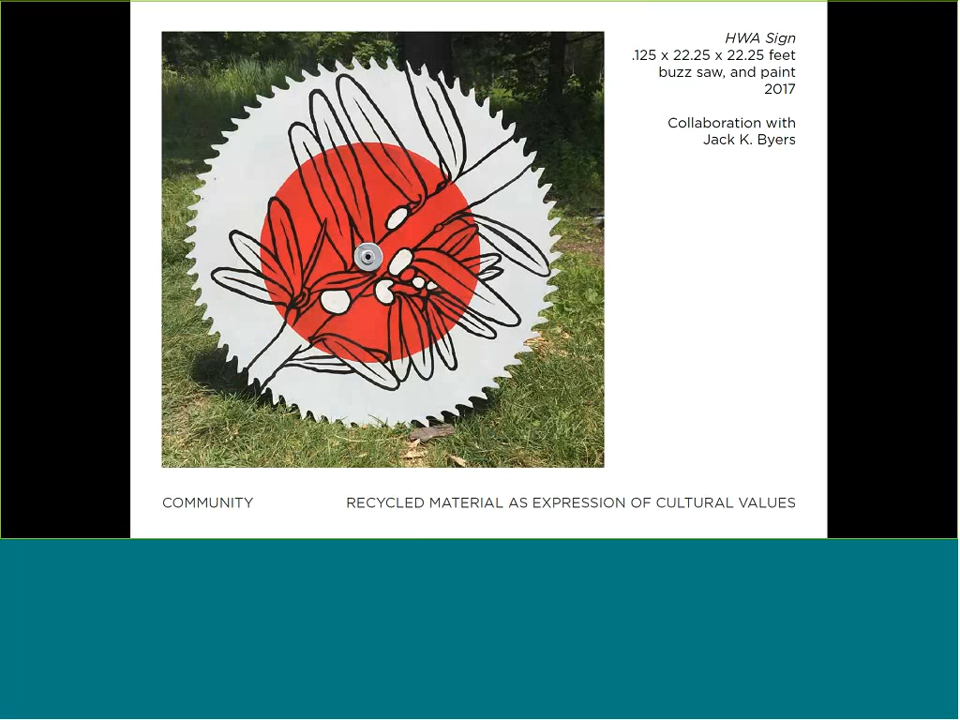 HWA Sign
.125 x 22.25 x 22.25 feet
buzz saw, and paint
2017
Collaboration with
Jack K. Byers
COMMUNITY
RECYCLED MATERIAL AS EXPRESSION OF CULTURAL VALUES